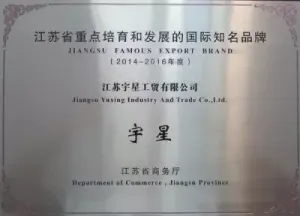 江苏省重点培育和发展的国际知名品牌
JIANGSU FAMOUS EXPORT BRAND
(2014-2016年度)
江苏宇星工贸有限公司
Jiangsu Yuxing Industry And Trade Co.,Ltd.
宇星
江苏省商务厅
Department of Commerce, Jiangsu Province